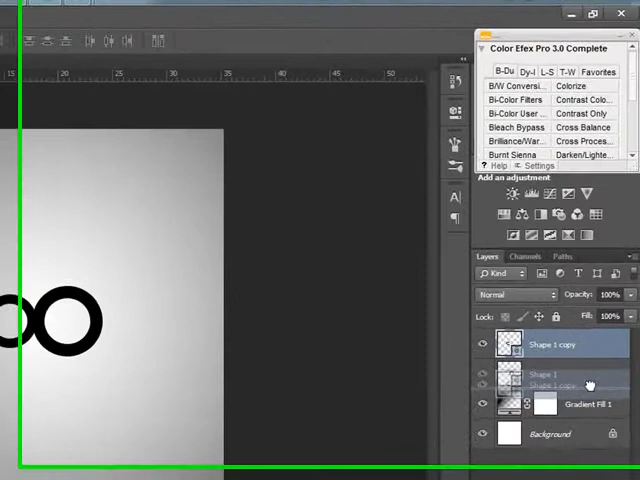 Color Efex Pro 3.0 Complete
B-Du Dy-I L-S T-W Favorites
B/W Conversi... Colorize
Bi-Color Filters Contrast Colo...
Bi-Color User ... Contrast Only
Bleach Bypass Cross Balance
Brilliance/War... Cross Proces...
Burnt Sienna Darken/Lighte...
? Help Settings
Add an adjustment
15 20 25 30 35 40 45 50
Layers Channels Paths
Kind
Normal Opacity: 100%
Lock: Fill: 100%
Shape 1 copy
Shape 1
Shape 1 copy
Gradient Fill 1
Background